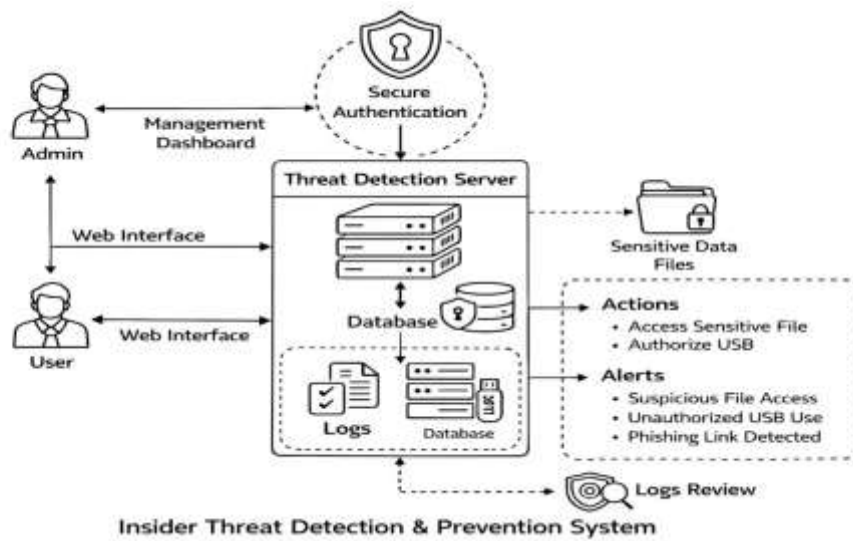 Secure
Authentication
Management
Dashboard
Admin
Threat Detection Server
Web Interface
Sensitive Data
Files
Database
Actions
• Access Sensitive File
• Authorize USB
User
Web Interface
Alerts
• Suspicious File Access
• Unauthorized USB Use
• Phishing Link Detected
Logs
Database
Logs Review
Insider Threat Detection & Prevention System